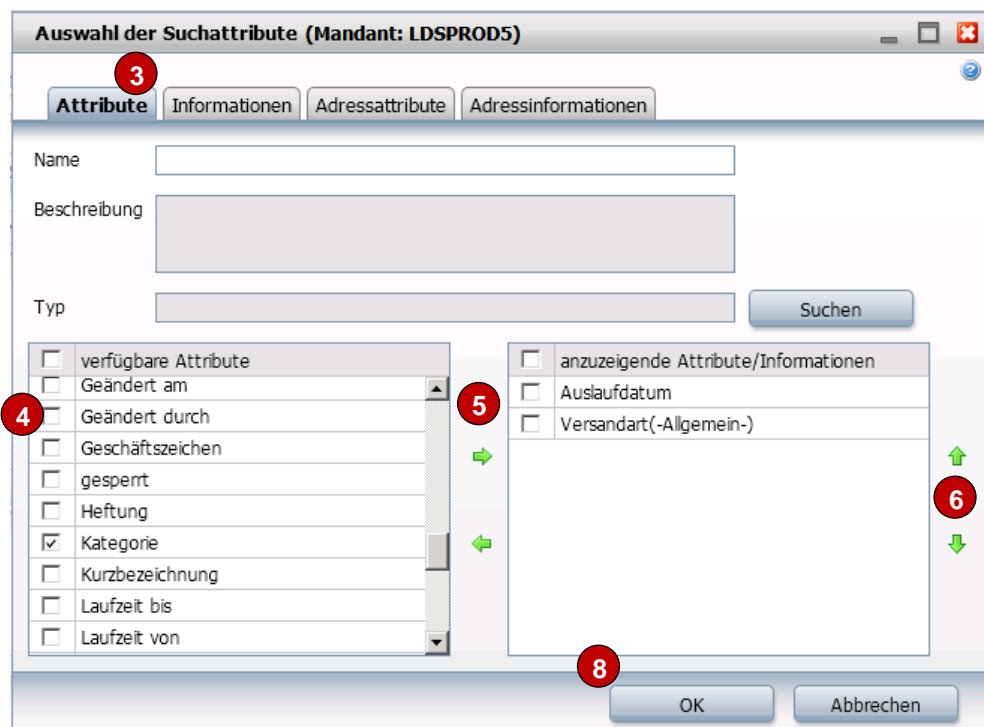 Auswahl der Suchattribute (Mandant: LDSPROD5)
3
Attribute Informationen Adressattribute Adressinformationen
Name
Beschreibung
Typ
Suchen
verfügbare Attribute
Geändert am
4
Geändert durch
Geschäftszeichen
gesperrt
Heftung
Kategorie
Kurzbezeichnung
Laufzeit bis
Laufzeit von
5
anzuzeigende Attribute/Informationen
Auslaufdatum
Versandart(-Allgemein-)
6
8
OK Abbrechen